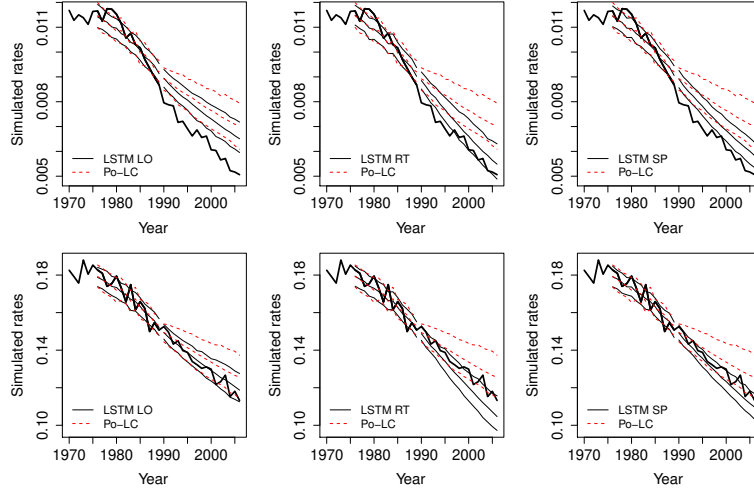 Simulated rates
0.011
0.008
0.005
LSTM LO
Po−LC
1970 1980 1990 2000
Year
Simulated rates
0.011
0.008
0.005
LSTM RT
Po−LC
1970 1980 1990 2000
Year
Simulated rates
0.011
0.008
0.005
LSTM SP
Po−LC
1970 1980 1990 2000
Year
Simulated rates
0.18
0.14
0.10
LSTM LO
Po−LC
1970 1980 1990 2000
Year
Simulated rates
0.18
0.14
0.10
LSTM RT
Po−LC
1970 1980 1990 2000
Year
Simulated rates
0.18
0.14
0.10
LSTM SP
Po−LC
1970 1980 1990 2000
Year